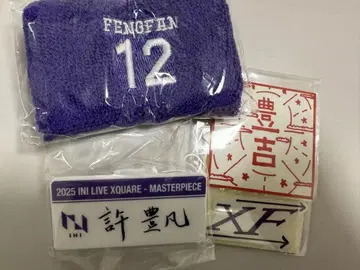 FENGFAN
12
豊
吉
2025 INI LIVE XQUARE - MASTERPIECE
INI
許豊凡
XF